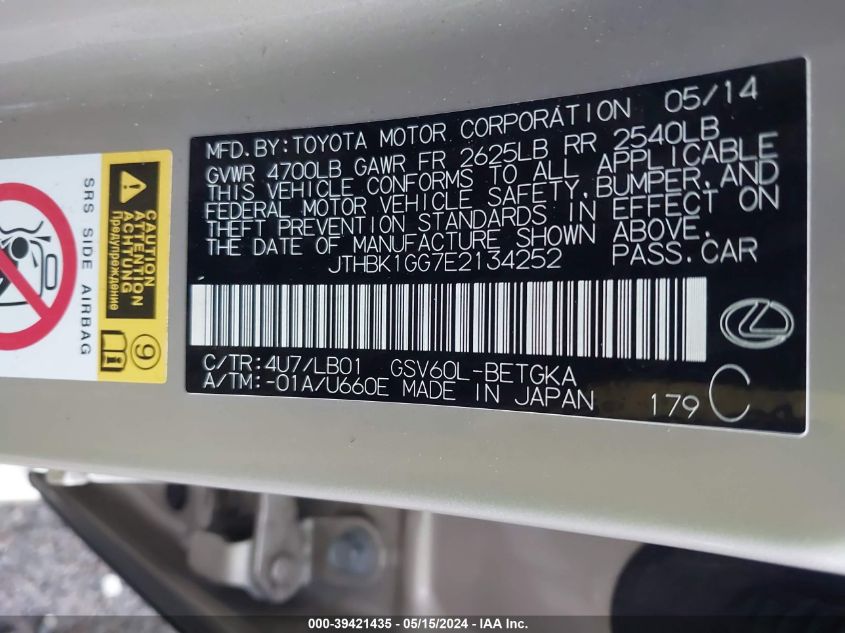 MFD. BY: TOYOTA MOTOR CORPORATION 05/14
GVWR 4700LB GAWR FR 2625LB RR 2540LB
THIS VEHICLE CONFORMS TO ALL APPLICABLE
FEDERAL MOTOR VEHICLE SAFETY, BUMPER, AND
THEFT PREVENTION STANDARDS IN EFFECT ON
THE DATE OF MANUFACTURE SHOWN ABOVE.
JTHBK1GG7E2134252 PASS.CAR
C/TR: 4U7/LB01 GSV60L-BETGKA
A/TM: -01A/U660E MADE IN JAPAN
179 C
SRS SIDE AIRBAG
CAUTION
ATTENTION
ACHTUNG
Предупреждение
9
000-39421435 - 05/15/2024 - IAA Inc.